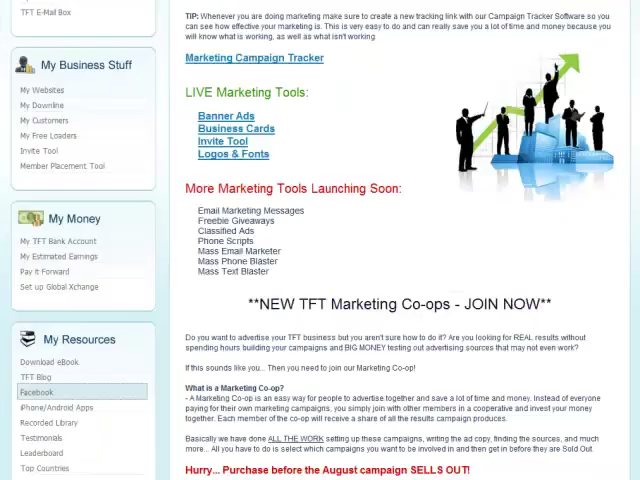 TFT E-Mail Box
My Business Stuff
My Websites
My Downline
My Customers
My Free Loaders
Invite Tool
Member Placement Tool
My Money
My TFT Bank Account
My Estimated Earnings
Pay it Forward
Set up Global Xchange
My Resources
Download eBook
TFT Blog
Facebook
iPhone/Android Apps
Recorded Library
Testimonials
Leaderboard
Top Countries
TIP: Whenever you are doing marketing make sure to create a new tracking link with our Campaign Tracker Software so you
can see how effective your marketing is. This is very easy to do and can really save you a lot of time and money because you
will know what is working, as well as what isn't working
Marketing Campaign Tracker
LIVE Marketing Tools:
Banner Ads
Business Cards
Invite Tool
Logos & Fonts
More Marketing Tools Launching Soon:
Email Marketing Messages
Freebie Giveaways
Classified Ads
Phone Scripts
Mass Email Marketer
Mass Phone Blaster
Mass Text Blaster
**NEW TFT Marketing Co-ops - JOIN NOW**
Do you want to advertise your TFT business but you aren't sure how to do it? Are you looking for REAL results without
spending hours building your campaigns and BIG MONEY testing out advertising sources that may not even work?
If this sounds like you... Then you need to join our Marketing Co-op!
What is a Marketing Co-op?
- A Marketing Co-op is an easy way for people to advertise together and save a lot of time and money. Instead of everyone
paying for their own marketing campaigns, you simply join with other members in a cooperative and invest your money
together. Each member of the co-op will receive a share of all the results campaign produces.
Basically we have done ALL THE WORK setting up these campaigns, writing the ad copy, finding the sources, and much
more... All you have to do is select which campaigns you want to be involved in and then get in before they are Sold Out.
Hurry... Purchase before the August campaign SELLS OUT!